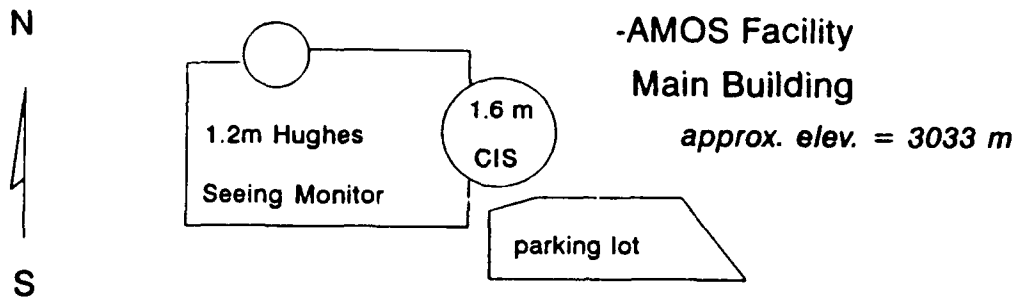 N
S
1.2m Hughes
Seeing Monitor
1.6 m
CIS
parking lot
-AMOS Facility
Main Building
approx. elev. = 3033 m